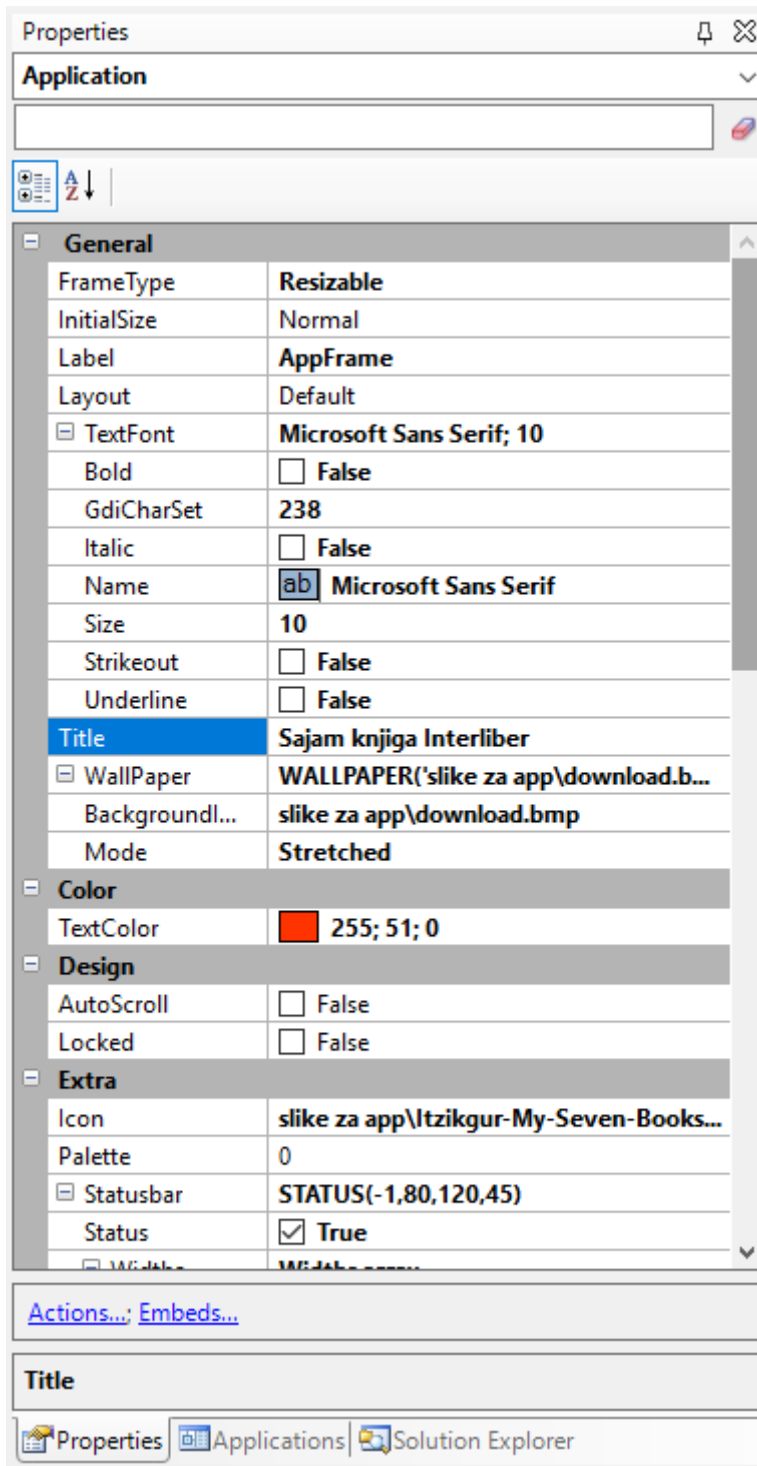 Properties
Application
General
FrameType Resizable
InitialSize Normal
Label AppFrame
Layout Default
TextFont Microsoft Sans Serif; 10
Bold False
GdiCharSet 238
Italic False
Name ab Microsoft Sans Serif
Size 10
Strikeout False
Underline False
Title Sajam knjiga Interliber
WallPaper WALLPAPER('slike za app\download.b...
BackgroundI... slike za app\download.bmp
Mode Stretched
Color
TextColor 255; 51; 0
Design
AutoScroll False
Locked False
Extra
Icon slike za app\Itzikgur-My-Seven-Books...
Palette 0
Statusbar STATUS(-1,80,120,45)
Status True
Widths Widths array
Actions...; Embeds...
Title
Properties Applications Solution Explorer